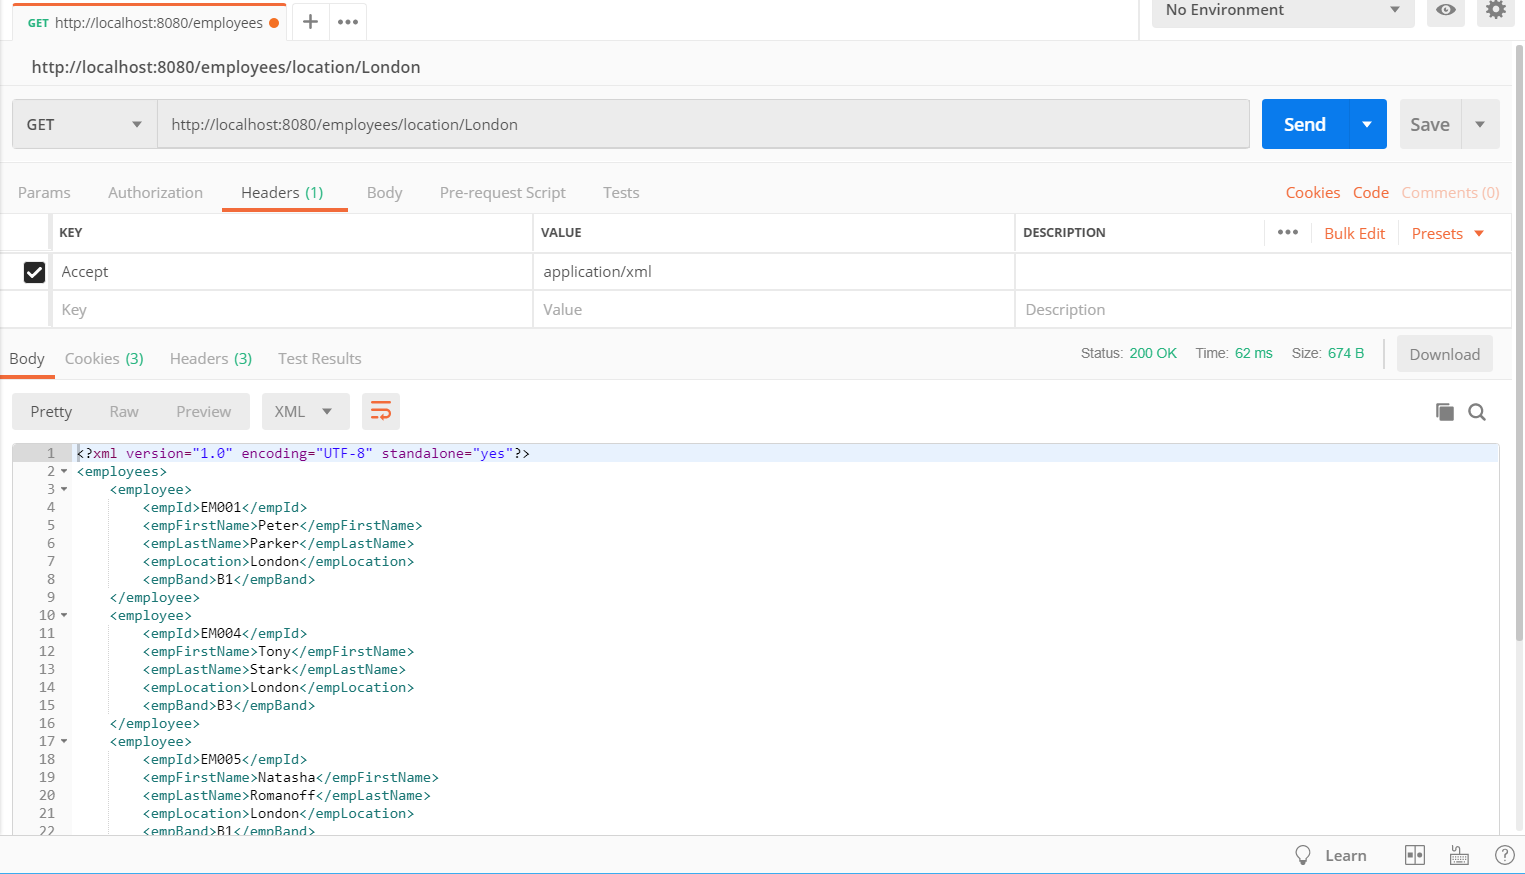 GET http://localhost:8080/employees
No Environment
http://localhost:8080/employees/location/London
GET http://localhost:8080/employees/location/London Send Save
Params Authorization Headers (1) Body Pre-request Script Tests Cookies Code Comments (0)
KEY VALUE DESCRIPTION ••• Bulk Edit Presets
Accept application/xml
Key Value Description
Body Cookies (3) Headers (3) Test Results Status: 200 OK Time: 62 ms Size: 674 B Download
Pretty Raw Preview XML
1 <?xml version="1.0" encoding="UTF-8" standalone="yes"?>
2 <employees>
3 <employee>
4 <empId>EM001</empId>
5 <empFirstName>Peter</empFirstName>
6 <empLastName>Parker</empLastName>
7 <empLocation>London</empLocation>
8 <empBand>B1</empBand>
9 </employee>
10 <employee>
11 <empId>EM004</empId>
12 <empFirstName>Tony</empFirstName>
13 <empLastName>Stark</empLastName>
14 <empLocation>London</empLocation>
15 <empBand>B3</empBand>
16 </employee>
17 <employee>
18 <empId>EM005</empId>
19 <empFirstName>Natasha</empFirstName>
20 <empLastName>Romanoff</empLastName>
21 <empLocation>London</empLocation>
22 <empBand>B1</empBand>
Learn